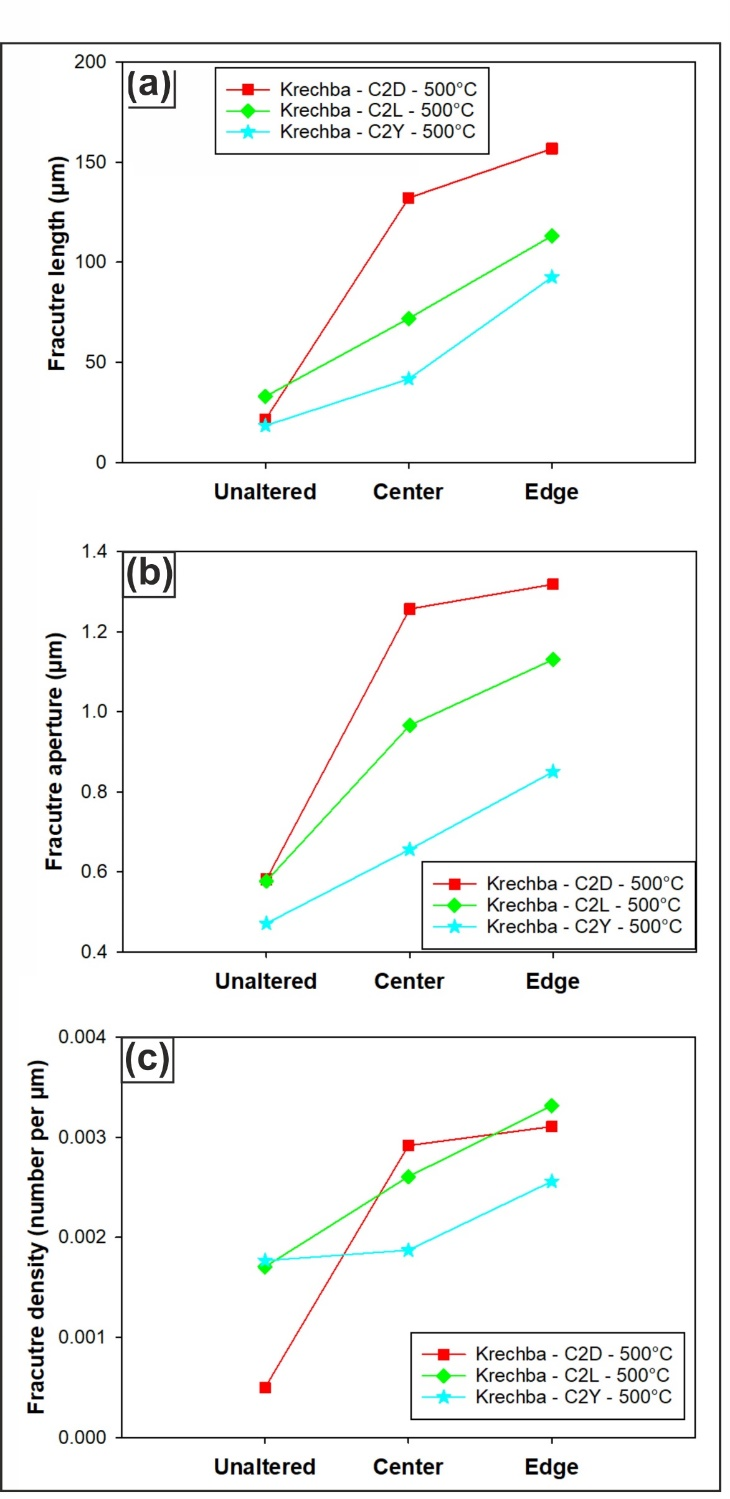 (a)
Krechba - C2D - 500°C
Krechba - C2L - 500°C
Krechba - C2Y - 500°C
Fracutre length (µm)
200
150
100
50
0
Unaltered Center Edge
(b)
Fracutre aperture (µm)
1.4
1.2
1.0
0.8
0.6
0.4
Krechba - C2D - 500°C
Krechba - C2L - 500°C
Krechba - C2Y - 500°C
Unaltered Center Edge
(c)
Fracutre density (number per µm)
0.004
0.003
0.002
0.001
0.000
Krechba - C2D - 500°C
Krechba - C2L - 500°C
Krechba - C2Y - 500°C
Unaltered Center Edge